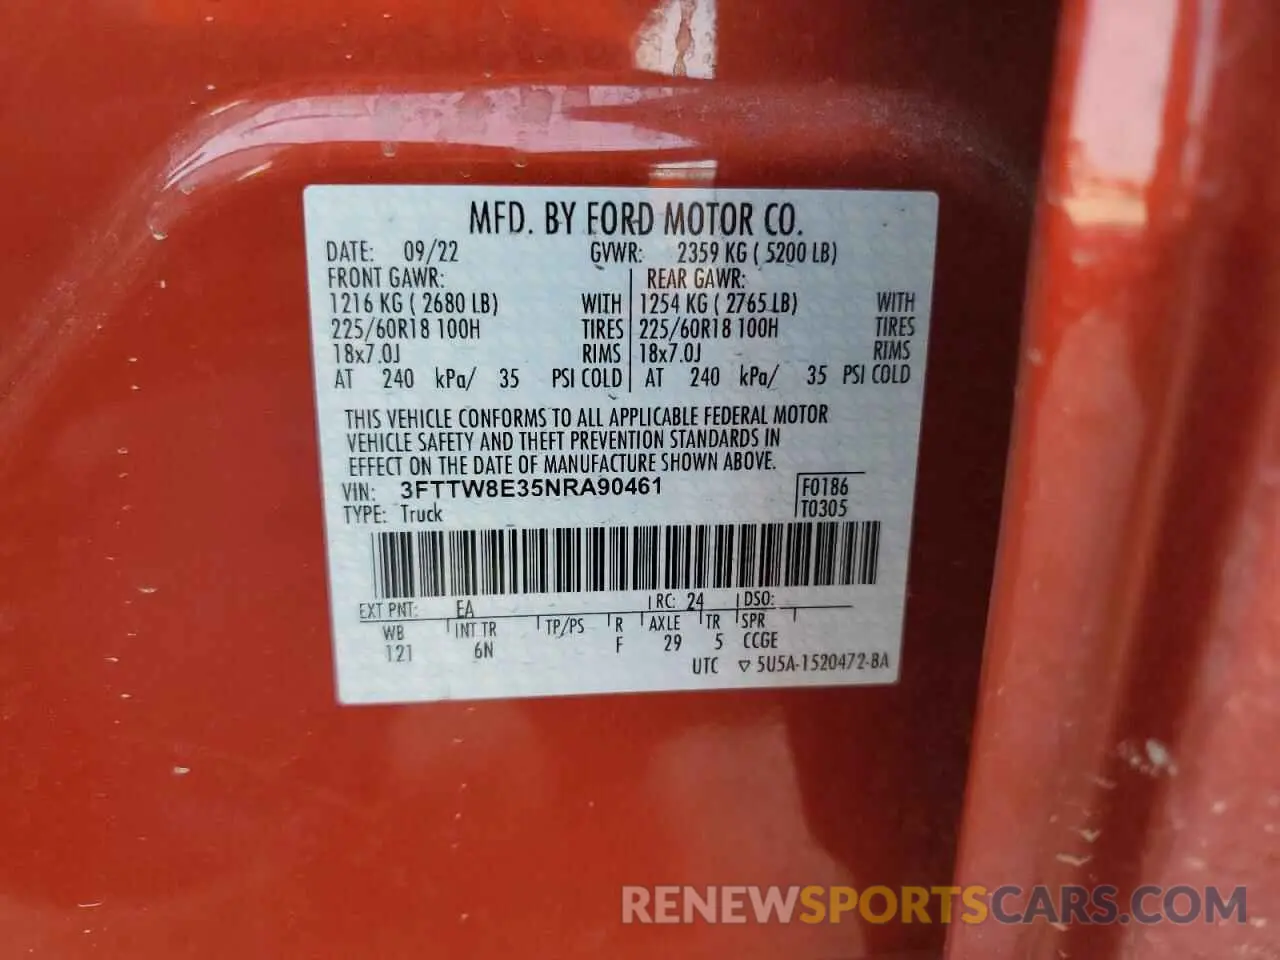 MFD. BY FORD MOTOR CO.
DATE: 09/22 GVWR: 2359 KG ( 5200 LB)
FRONT GAWR: REAR GAWR:
1216 KG ( 2680 LB) WITH 1254 KG ( 2765 LB) WITH
225/60R18 100H TIRES 225/60R18 100H TIRES
18x7.0J RIMS 18x7.0J RIMS
AT 240 kPa/ 35 PSI COLD AT 240 kPa/ 35 PSI COLD
THIS VEHICLE CONFORMS TO ALL APPLICABLE FEDERAL MOTOR
VEHICLE SAFETY AND THEFT PREVENTION STANDARDS IN
EFFECT ON THE DATE OF MANUFACTURE SHOWN ABOVE.
VIN: 3FTTW8E35NRA90461 F0186
TYPE: Truck T0305
EXT PNT: EA RC: 24 DSO:
WB INT TR TP/PS R AXLE TR SPR
121 6N F 29 5 CCGE
UTC ▽ 5U5A-1520472-BA
RENEWSPORTSCARS.COM